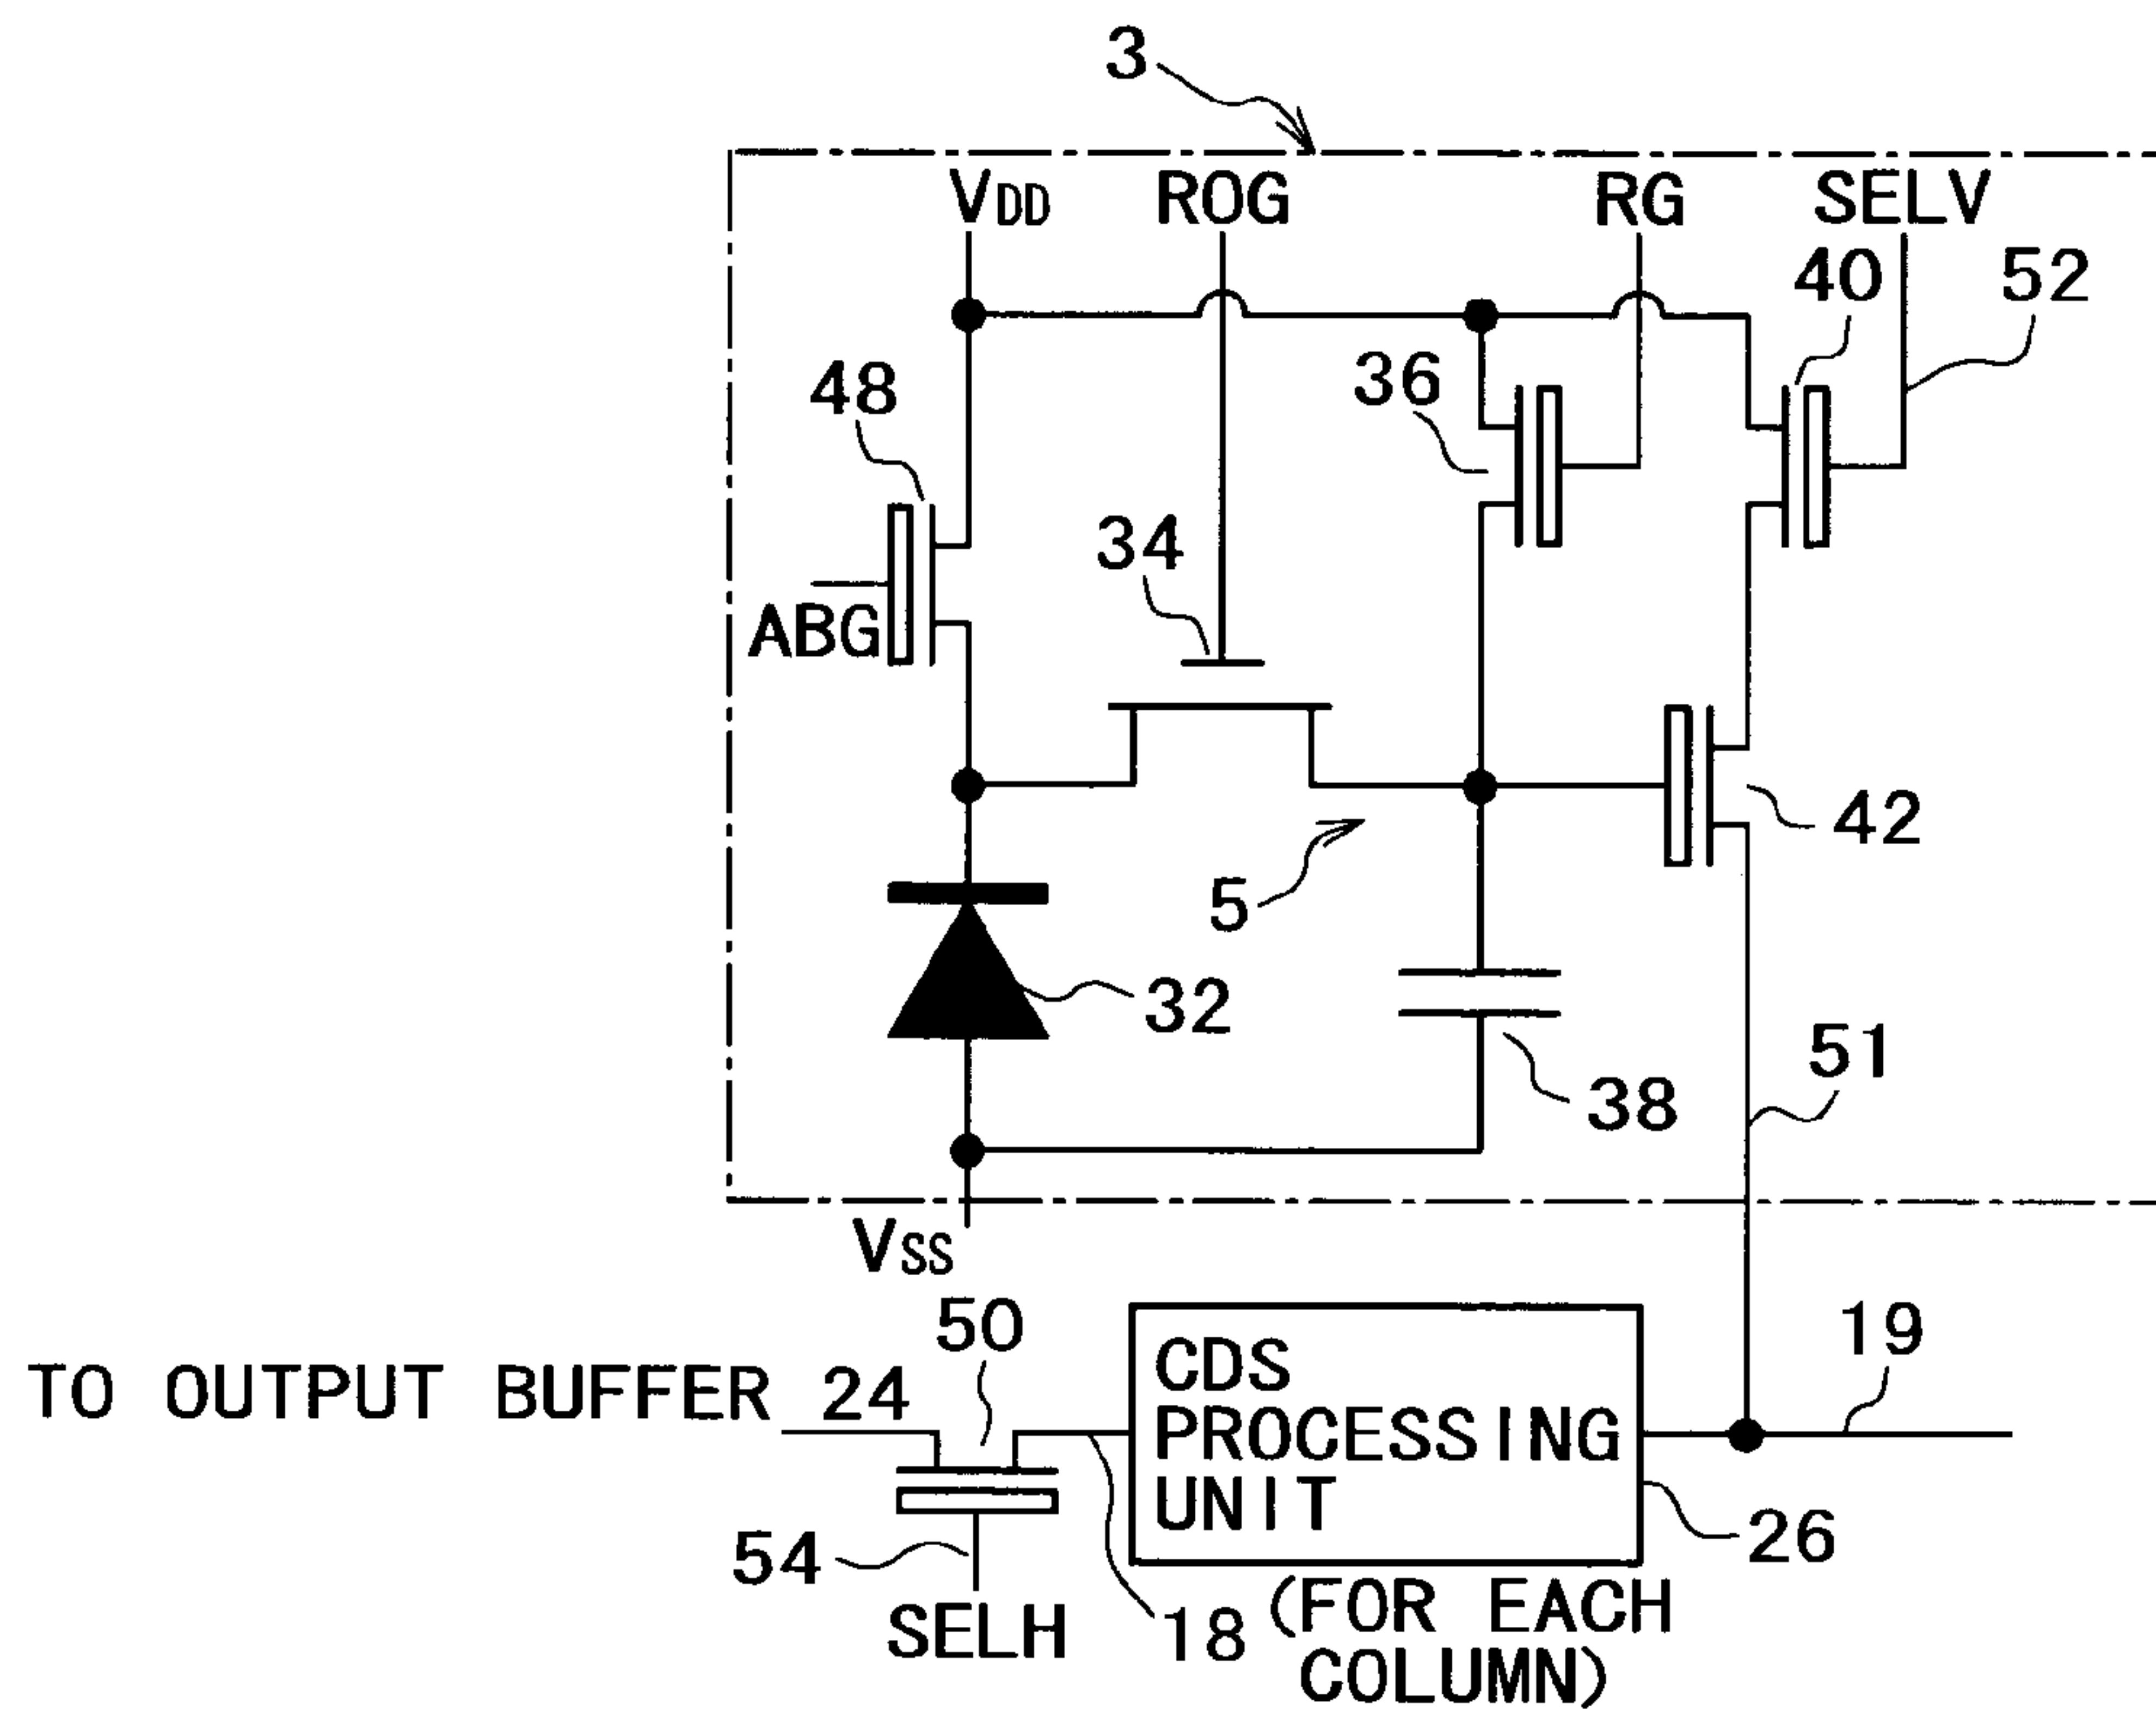 3
VDD ROG RG SELV
40 52
48 36
34
ABG
42
5
32
51
38
VSS
50 19
TO OUTPUT BUFFER 24
CDS
PROCESSING
UNIT
26
54
18
SELH
(FOR EACH
COLUMN)